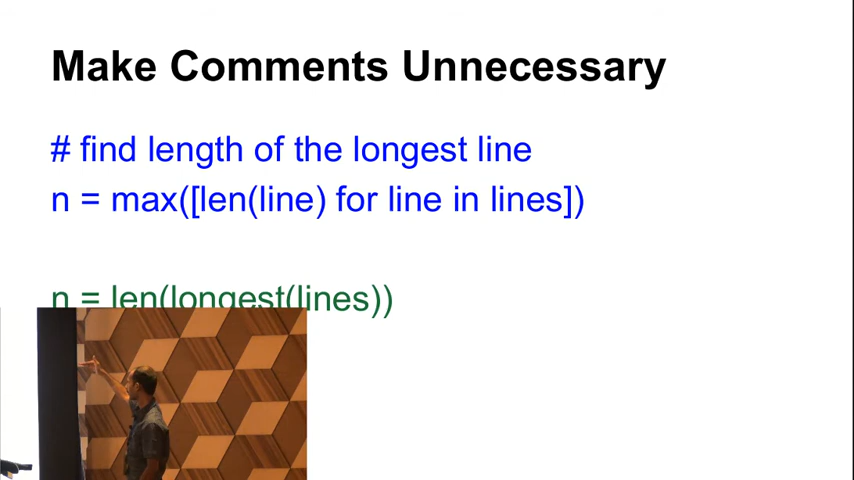 Make Comments Unnecessary
# find length of the longest line
n = max([len(line) for line in lines])
n = len(longest(lines))